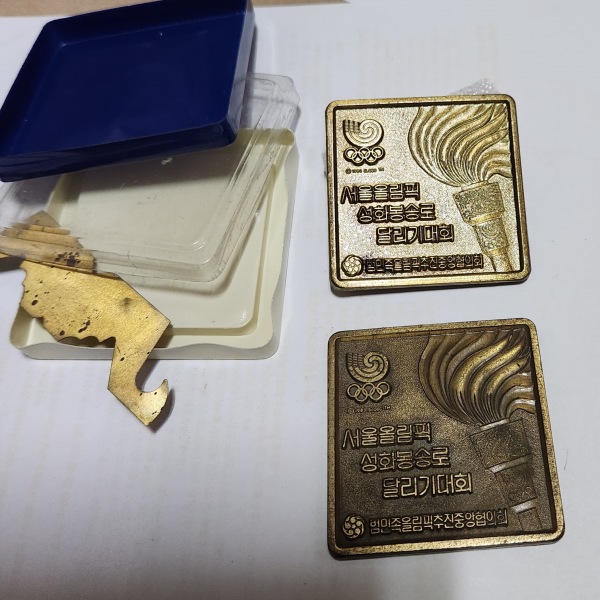 서울올림픽
성화봉송로
달리기대회
범민족올림픽추진중앙협의회
서울올림픽
성화봉송로
달리기대회
범민족올림픽추진중앙협의회